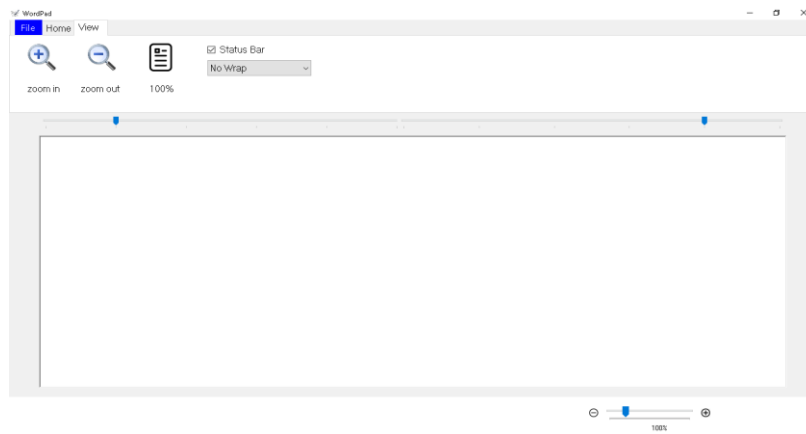 WordPad
File Home View
Status Bar
No Wrap
zoom in zoom out 100%
100%